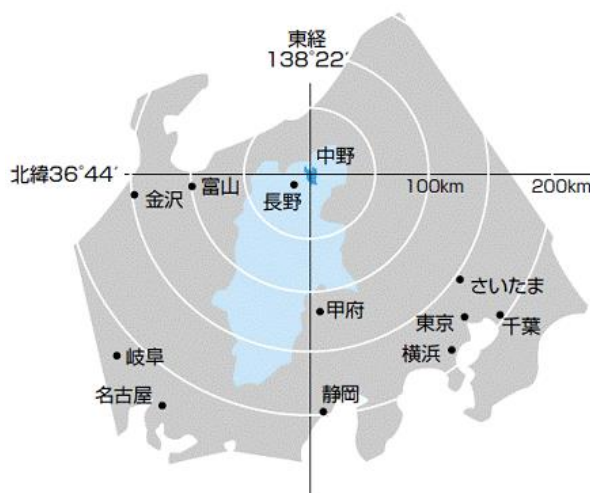 東経
138°22′
中野
北緯36°44′
100km
200km
富山
金沢
長野
さいたま
甲府
東京
千葉
横浜
岐阜
名古屋
静岡